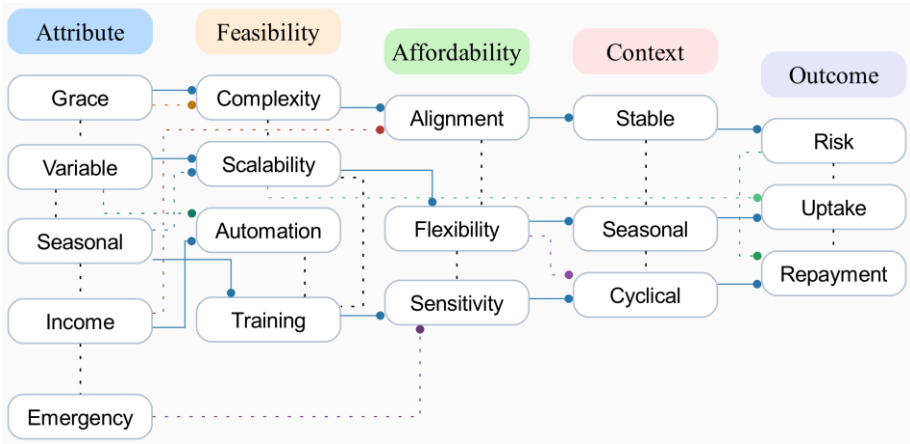 Attribute
Feasibility
Affordability
Context
Outcome
Grace
Variable
Seasonal
Income
Emergency
Complexity
Scalability
Automation
Training
Alignment
Flexibility
Sensitivity
Stable
Seasonal
Cyclical
Risk
Uptake
Repayment